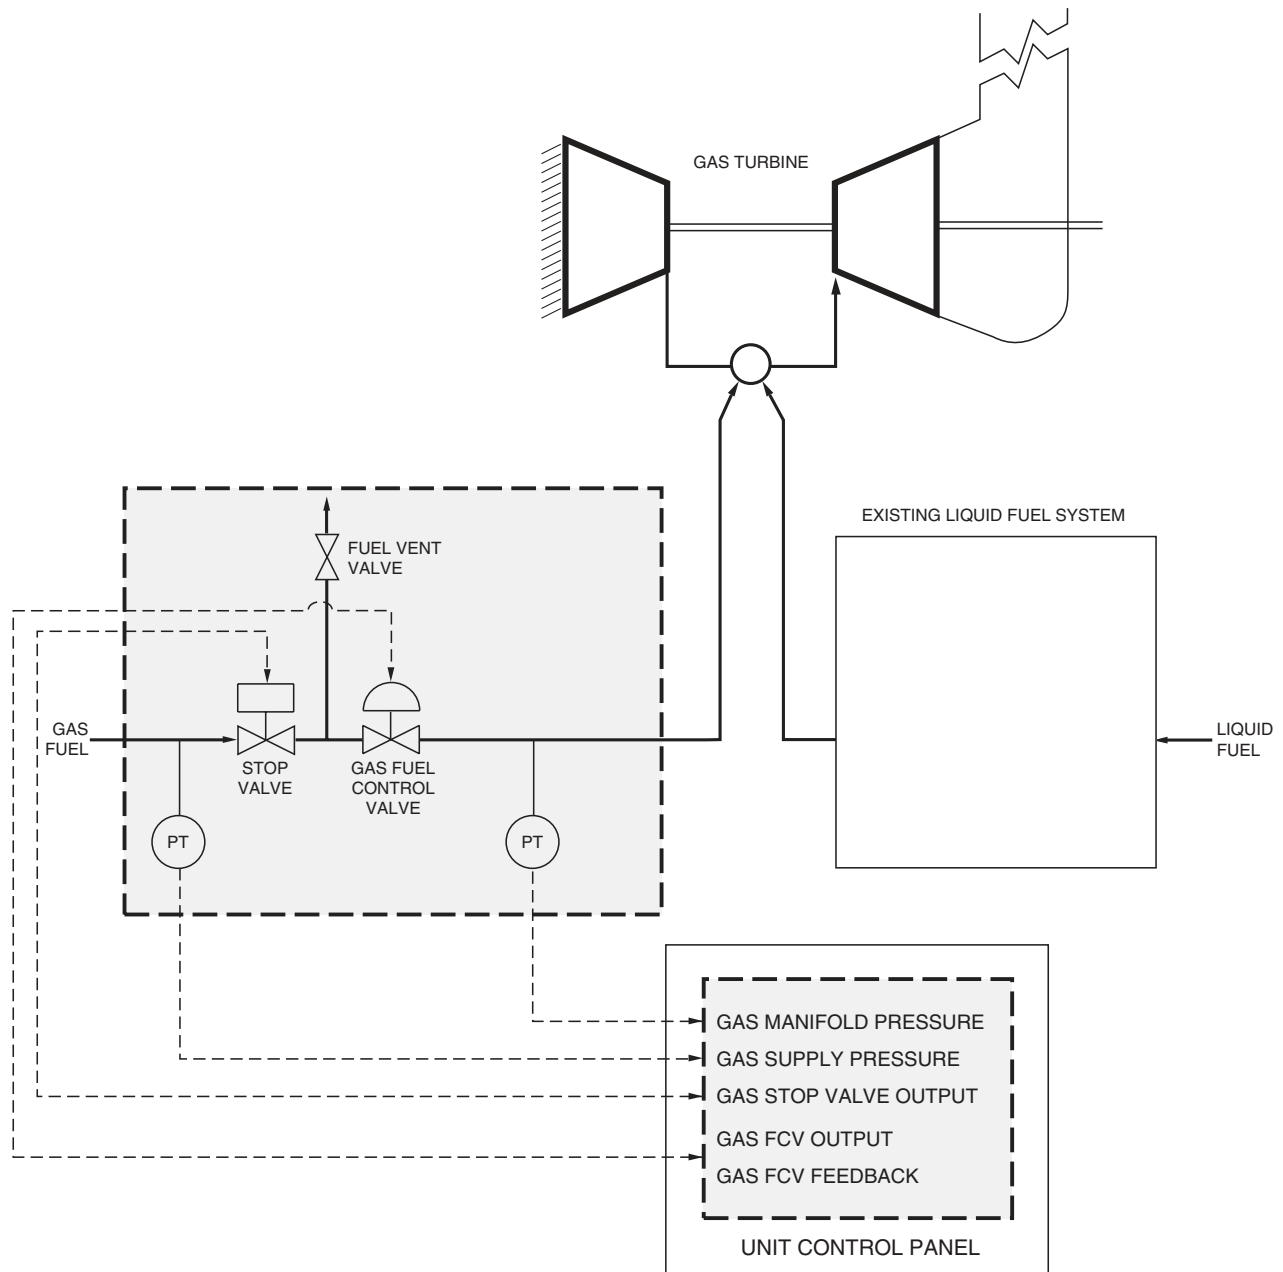 GAS TURBINE
EXISTING LIQUID FUEL SYSTEM
FUEL VENT
VALVE
GAS
FUEL
STOP
VALVE
GAS FUEL
CONTROL
VALVE
LIQUID
FUEL
PT
PT
GAS MANIFOLD PRESSURE
GAS SUPPLY PRESSURE
GAS STOP VALVE OUTPUT
GAS FCV OUTPUT
GAS FCV FEEDBACK
UNIT CONTROL PANEL